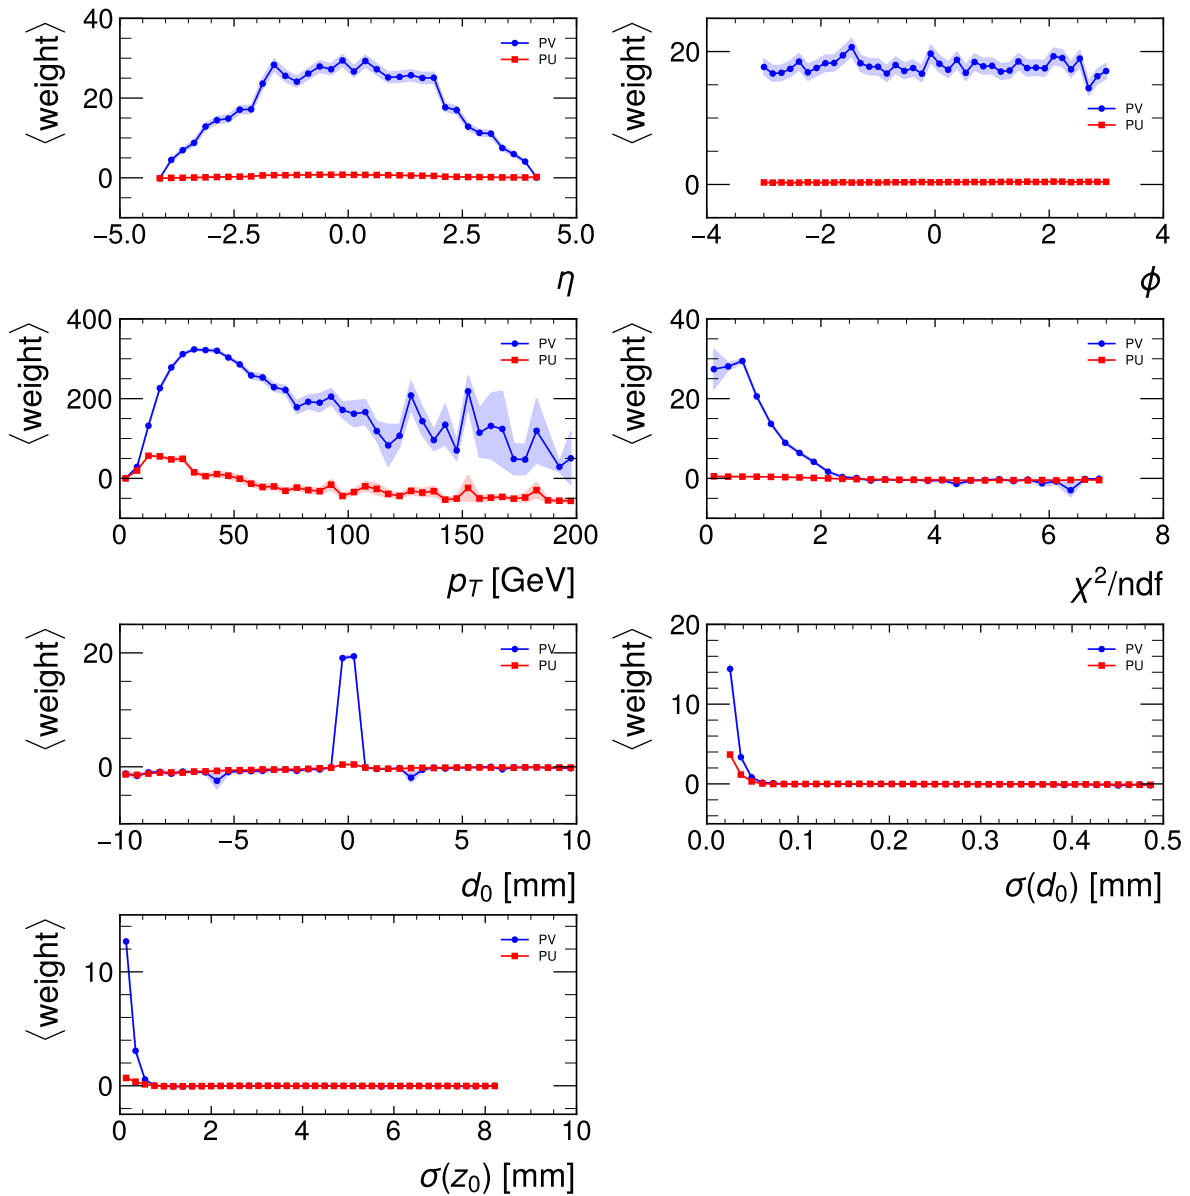 ⟨weight⟩
40
20
0
PV
PU
−5.0 −2.5 0.0 2.5 5.0
η
⟨weight⟩
20
10
0
PV
PU
−4 −2 0 2 4
ϕ
⟨weight⟩
400
200
0
PV
PU
0 50 100 150 200
p_T [GeV]
⟨weight⟩
40
20
0
PV
PU
0 2 4 6 8
χ²/ndf
⟨weight⟩
20
0
PV
PU
−10 −5 0 5 10
d₀ [mm]
⟨weight⟩
20
10
0
PV
PU
0.0 0.1 0.2 0.3 0.4 0.5
σ(d₀) [mm]
⟨weight⟩
10
0
PV
PU
0 2 4 6 8 10
σ(z₀) [mm]